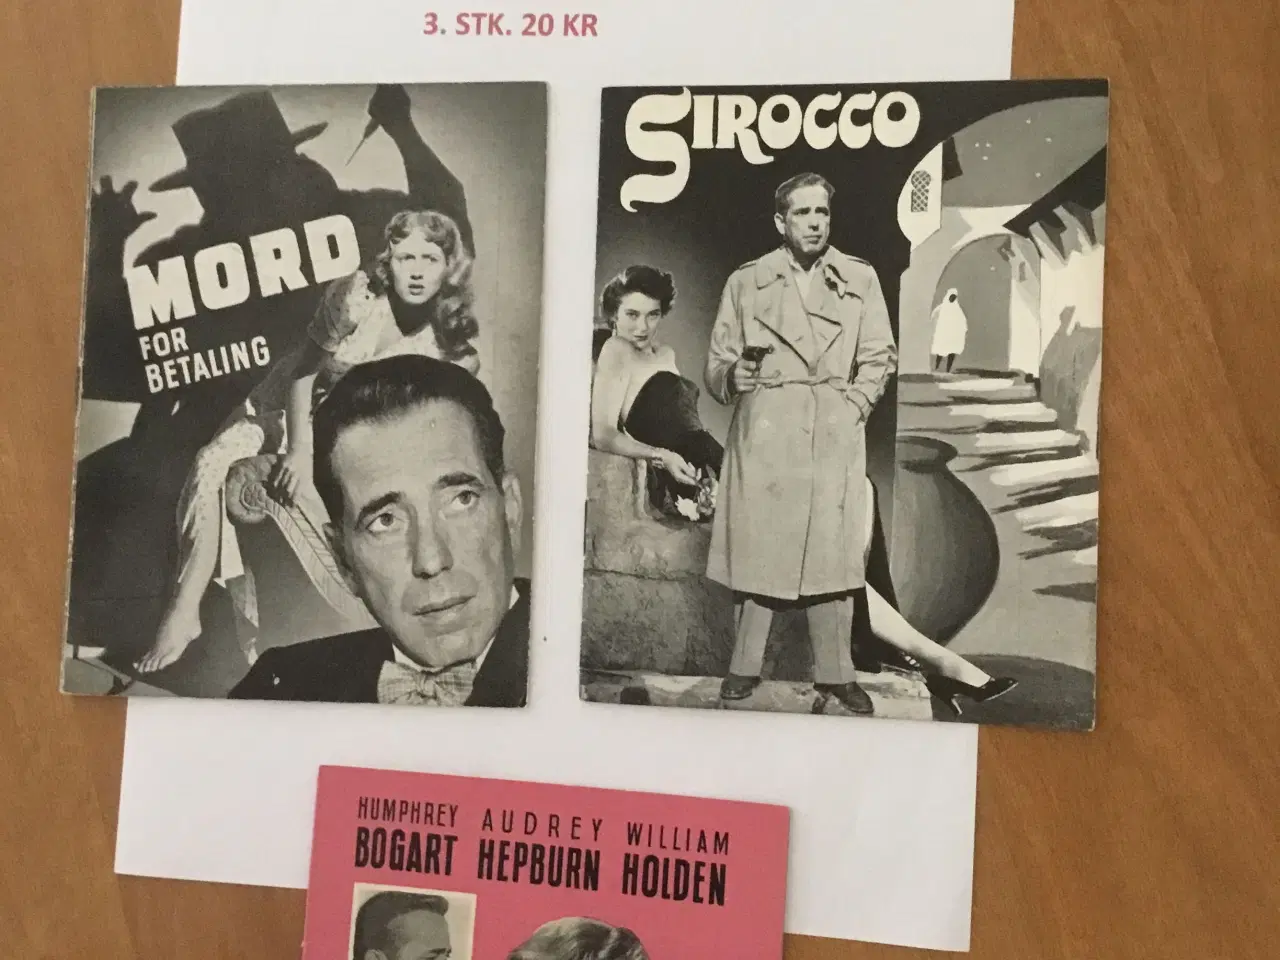 3. STK. 20 KR
MORD
FOR
BETALING
SIROCCO
HUMPHREY AUDREY WILLIAM
BOGART HEPBURN HOLDEN